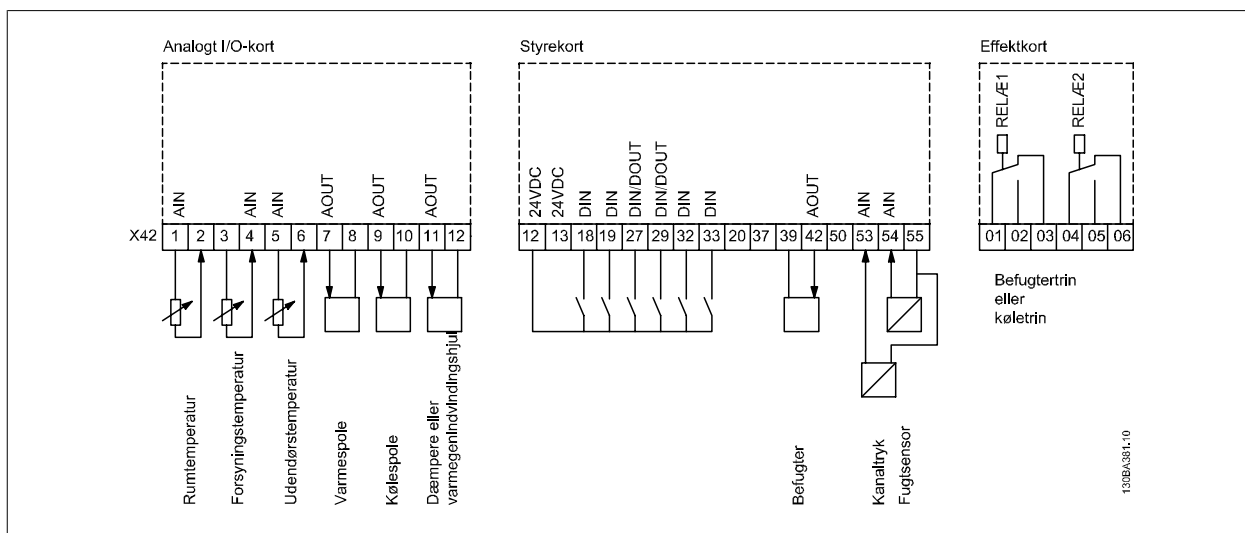 Analogt I/O-kort
Styrekort
Effektkort
RELÆ1
RELÆ2
AIN
AIN
AIN
AOUT
AOUT
AOUT
24VDC
24VDC
DIN
DIN
DIN/DOUT
DIN/DOUT
DIN
DIN
AOUT
AIN
AIN
X42 1 2 3 4 5 6 7 8 9 10 11 12
12 13 18 19 27 29 32 33 20 37 39 42 50 53 54 55
01 02 03 04 05 06
Befugtertrin
eller
køletrin
Rumtemperatur
Forsyningstemperatur
Udendørstemperatur
Varmespole
Kølespole
Dæmpere eller
varmegenindvindingshjul
Befugter
Kanaltryk
Fugtsensor
130BA381.10